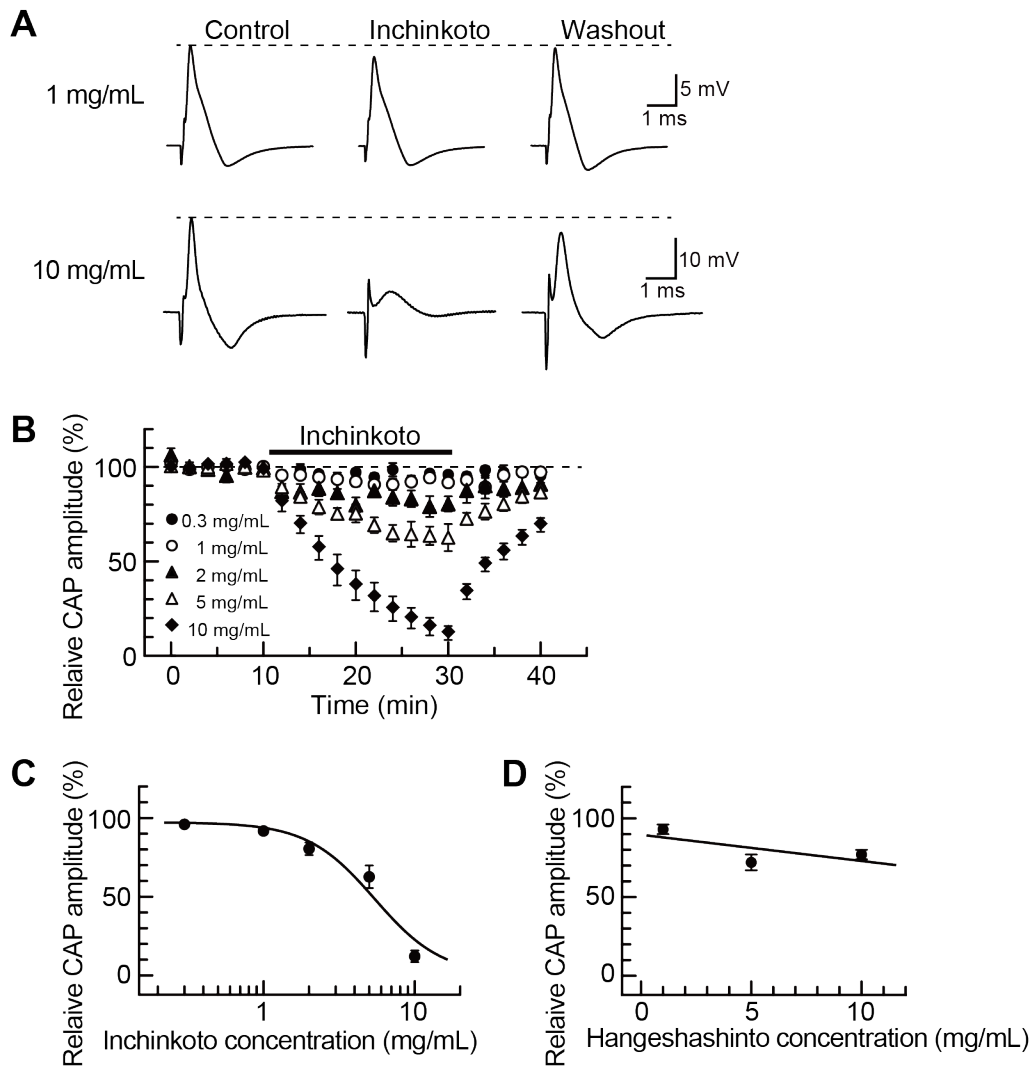 A
Control Inchinkoto Washout
1 mg/mL
5 mV
1 ms
10 mg/mL
10 mV
1 ms
B
Relaive CAP amplitude (%)
Inchinkoto
100
50
0
0.3 mg/mL
1 mg/mL
2 mg/mL
5 mg/mL
10 mg/mL
0 10 20 30 40
Time (min)
C
Relaive CAP amplitude (%)
100
50
0
1 10
Inchinkoto concentration (mg/mL)
D
Relaive CAP amplitude (%)
100
50
0
0 5 10
Hangeshashinto concentration (mg/mL)